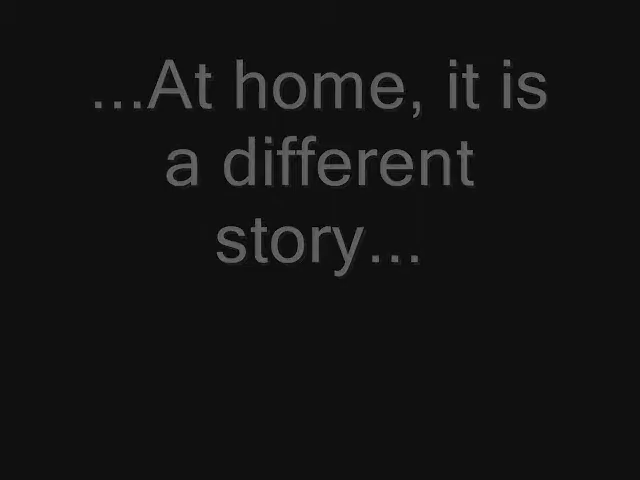 ...At home, it is
a different
story...